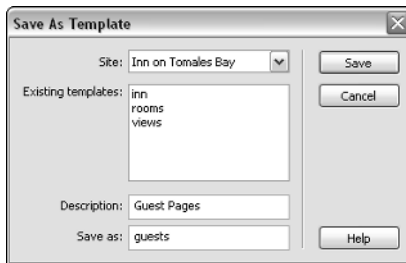 Save As Template
Site: Inn on Tomales Bay
Save
Existing templates: inn
Cancel
rooms
views
Description: Guest Pages
Save as: guests
Help